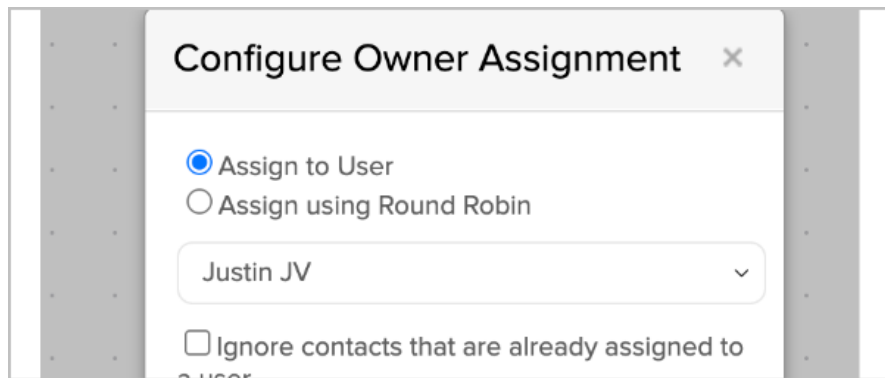 Configure Owner Assignment ×
Assign to User
Assign using Round Robin
Justin JV
Ignore contacts that are already assigned to
a user